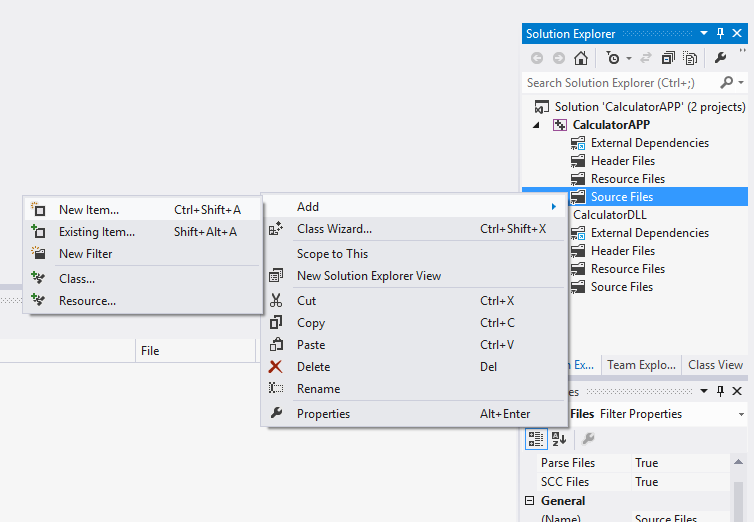 Solution Explorer
Search Solution Explorer (Ctrl+;)
Solution 'CalculatorAPP' (2 projects)
CalculatorAPP
External Dependencies
Header Files
Resource Files
Source Files
CalculatorDLL
External Dependencies
Header Files
Resource Files
Source Files
New Item... Ctrl+Shift+A
Existing Item... Shift+Alt+A
New Filter
Class...
Resource...
Add
Class Wizard... Ctrl+Shift+X
Scope to This
New Solution Explorer View
Cut Ctrl+X
Copy Ctrl+C
Paste Ctrl+V
Delete Del
Rename
Properties Alt+Enter
File
Ex... Team Explo... Class View
Files Filter Properties
Parse Files True
SCC Files True
General
(Name) Source Files